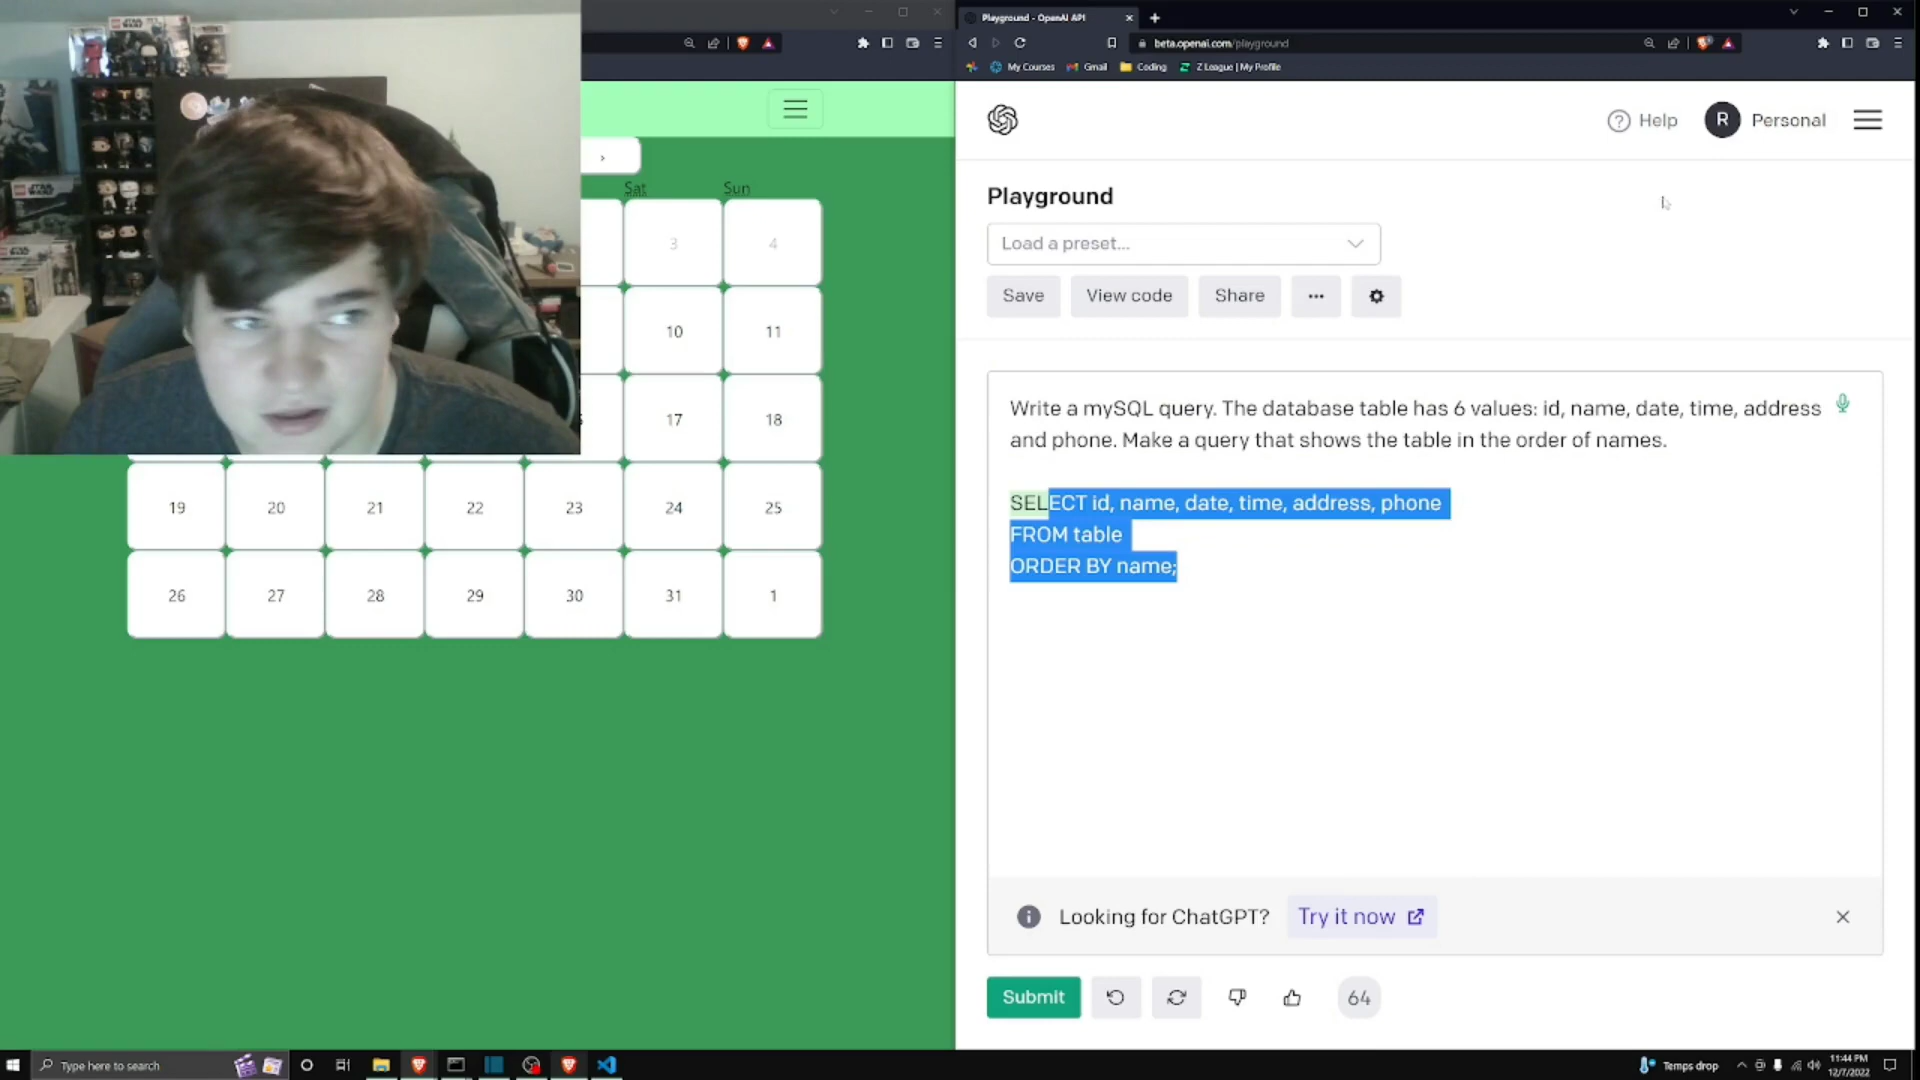 Playground - OpenAI API
beta.openai.com/playground
My Courses
Gmail
Coding
Z League | My Profile
STAR WARS
Help
R
Personal
Playground
Load a preset...
Save
View code
Share
Sat
Sun
3
4
10
11
17
18
19
20
21
22
23
24
25
26
27
28
29
30
31
1
Write a mySQL query. The database table has 6 values: id, name, date, time, address
and phone. Make a query that shows the table in the order of names.
SELECT id, name, date, time, address, phone
FROM table
ORDER BY name;
Looking for ChatGPT?
Try it now
Submit
64
Type here to search
Temps drop
11:44 PM
12/7/2022